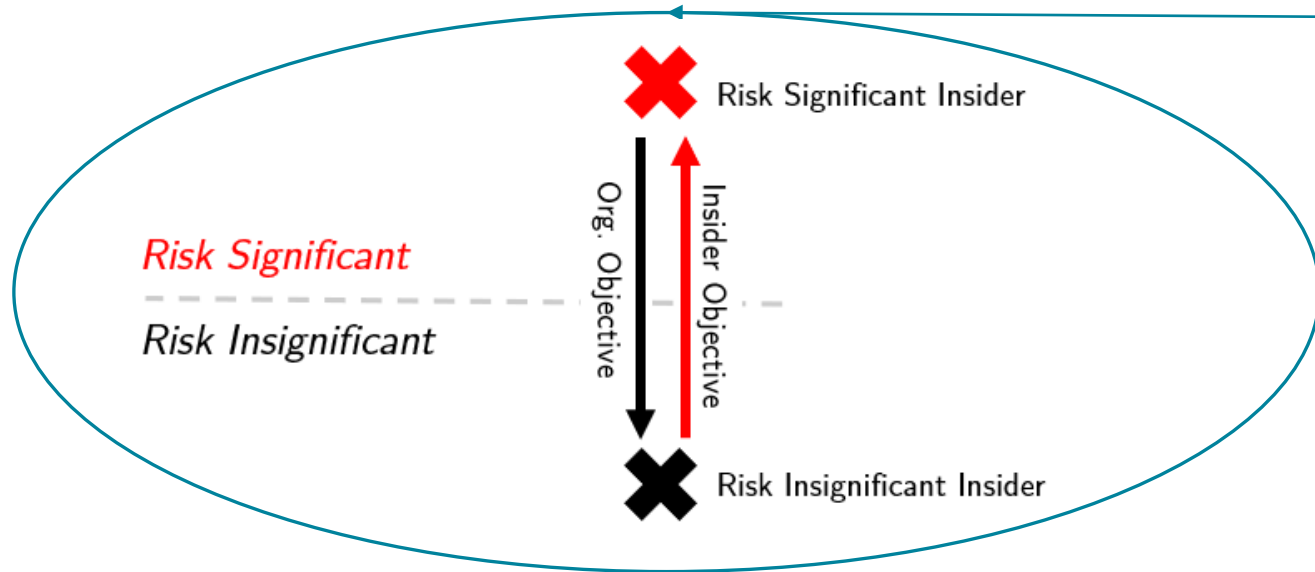 Risk Significant Insider
Org. Objective
Insider Objective
Risk Significant
Risk Insignificant
Risk Insignificant Insider